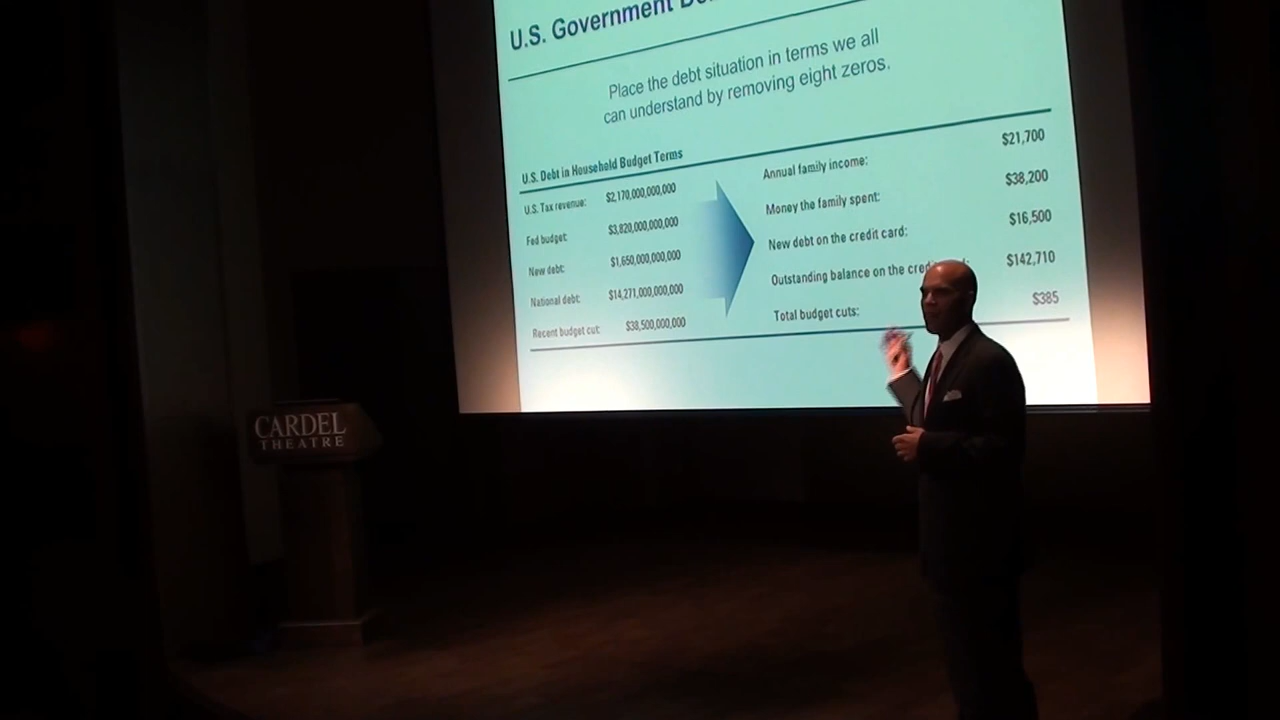 U.S. Government
Place the debt situation in terms we all
can understand by removing eight zeros.
U.S. Debt in Household Budget Terms
U.S. Tax revenue: $2,170,000,000,000
Fed budget: $3,820,000,000,000
New debt: $1,650,000,000,000
National debt: $14,271,000,000,000
Recent budget cut: $38,500,000,000
Annual family income: $21,700
Money the family spent: $38,200
New debt on the credit card: $16,500
Outstanding balance on the $142,710
Total budget cuts: $385
CARDEL
THEATRE